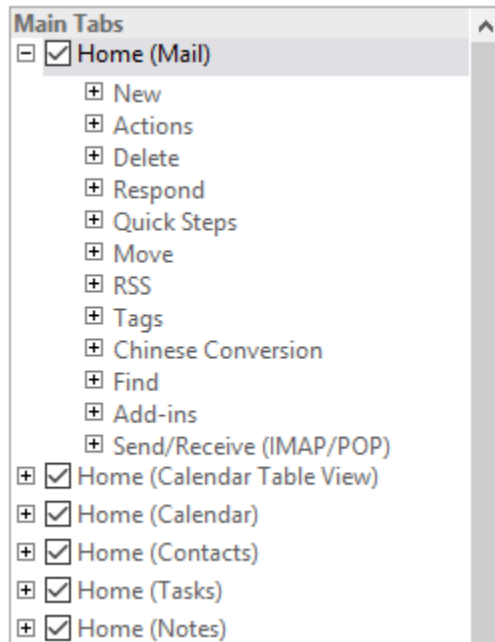 Main Tabs
Home (Mail)
New
Actions
Delete
Respond
Quick Steps
Move
RSS
Tags
Chinese Conversion
Find
Add-ins
Send/Receive (IMAP/POP)
Home (Calendar Table View)
Home (Calendar)
Home (Contacts)
Home (Tasks)
Home (Notes)